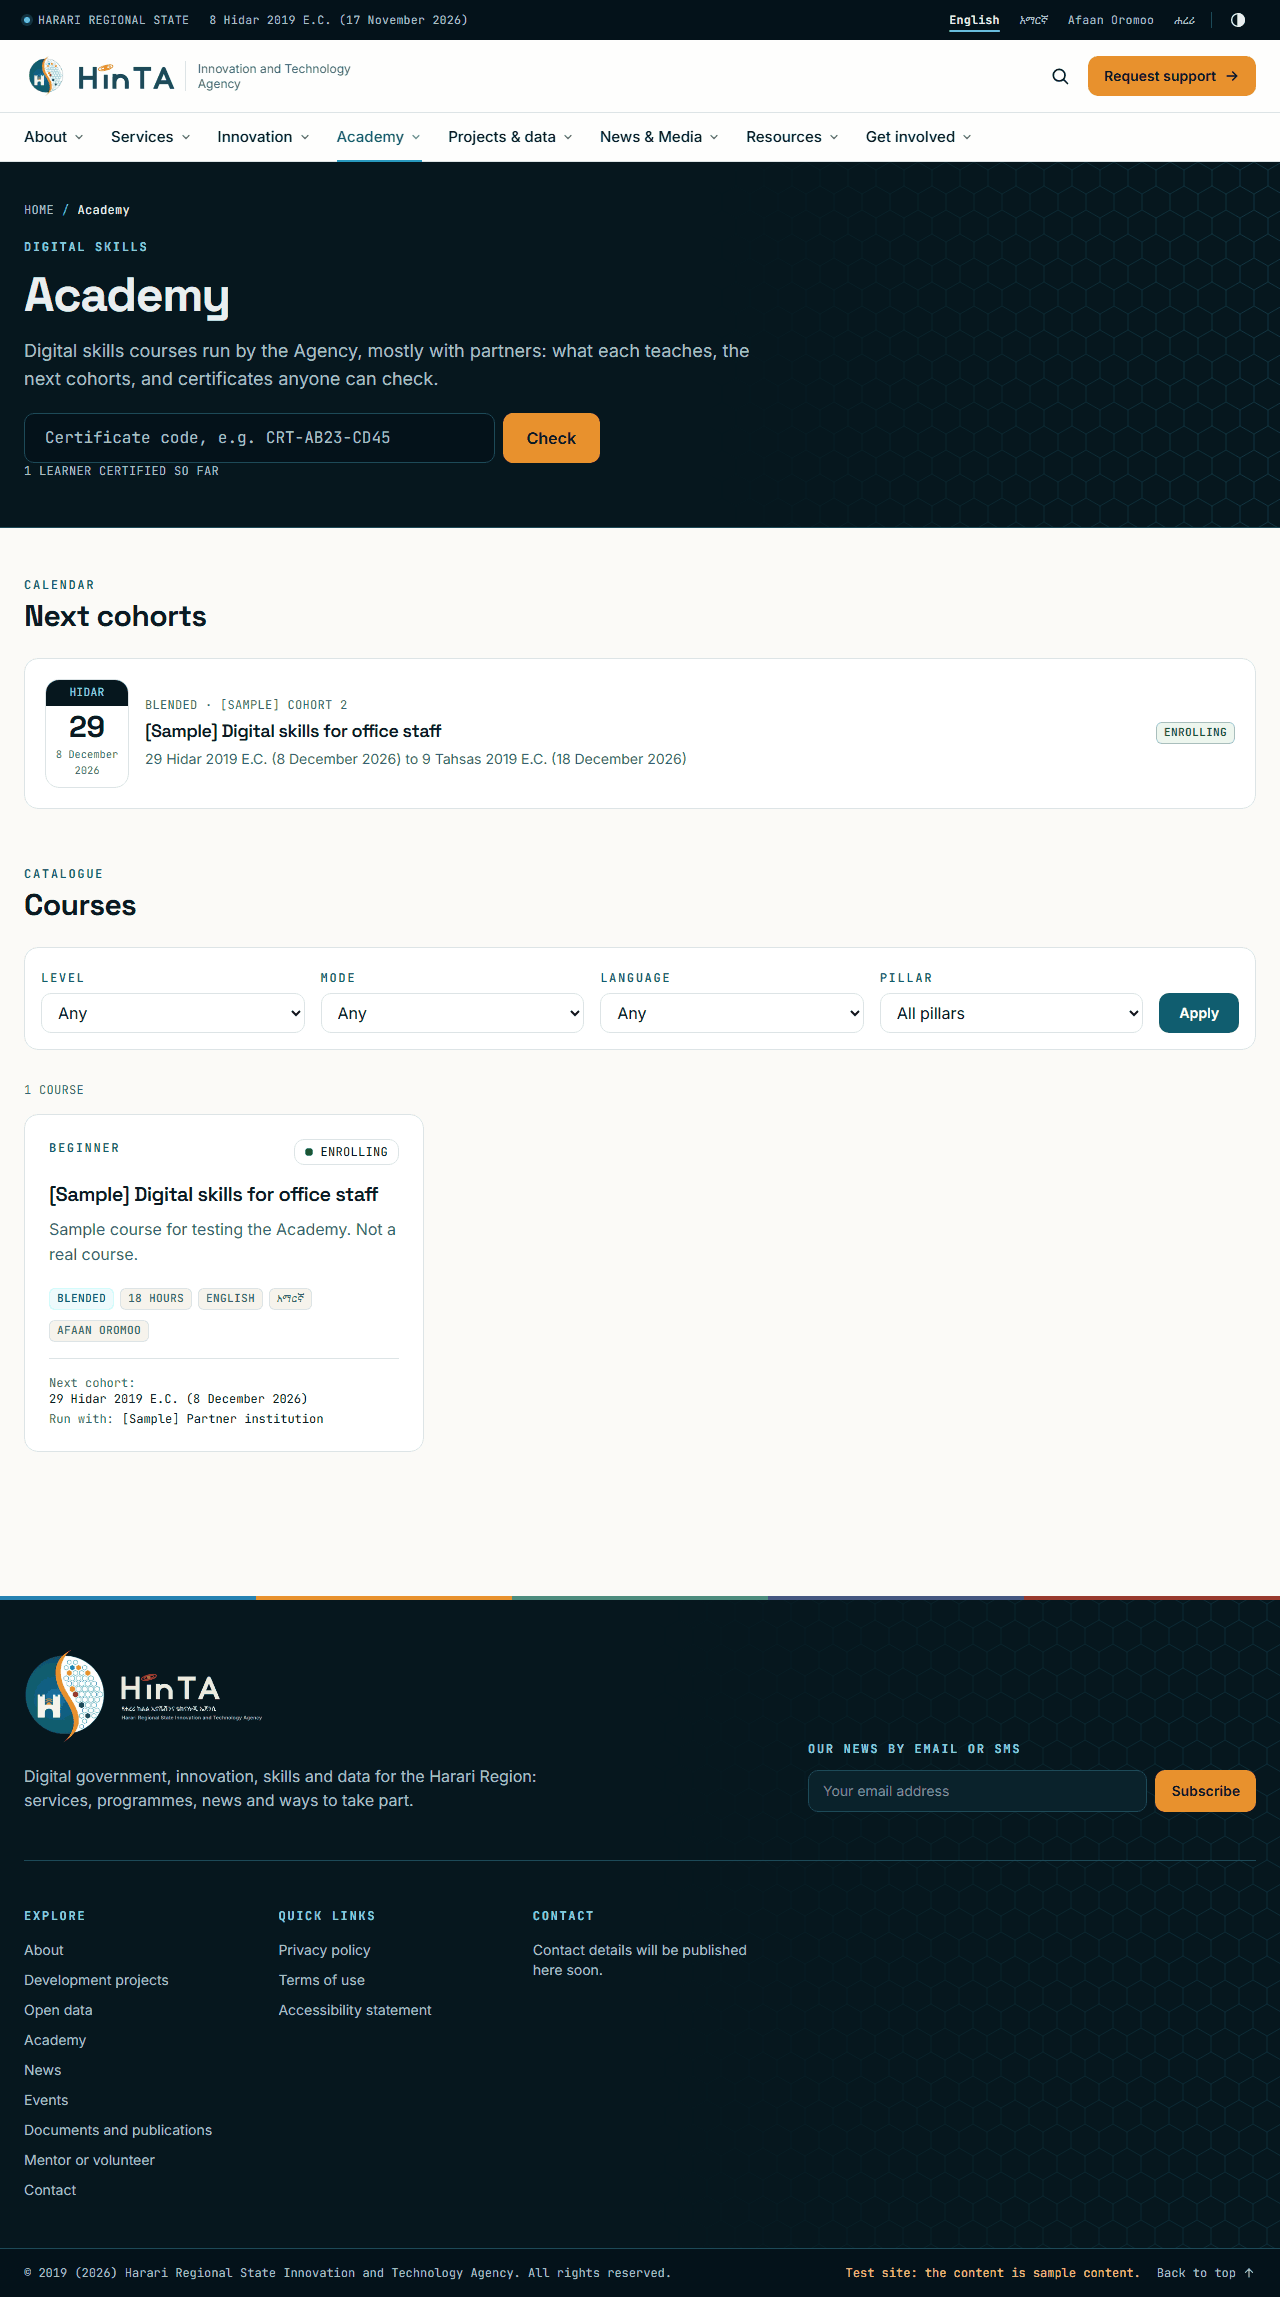 HARARI REGIONAL STATE 8 Hidar 2019 E.C. (17 November 2026)
English አማርኛ Afaan Oromoo ሐረሪ
HinTA
Innovation and Technology
Agency
Request support →
About
Services
Innovation
Academy
Projects & data
News & Media
Resources
Get involved
HOME / Academy
DIGITAL SKILLS
Academy
Digital skills courses run by the Agency, mostly with partners: what each teaches, the
next cohorts, and certificates anyone can check.
Certificate code, e.g. CRT-AB23-CD45
Check
1 LEARNER CERTIFIED SO FAR
CALENDAR
Next cohorts
HIDAR
29
8 December
2026
BLENDED · [SAMPLE] COHORT 2
[Sample] Digital skills for office staff
29 Hidar 2019 E.C. (8 December 2026) to 9 Tahsas 2019 E.C. (18 December 2026)
ENROLLING
CATALOGUE
Courses
LEVEL
Any
MODE
Any
LANGUAGE
Any
PILLAR
All pillars
Apply
1 COURSE
BEGINNER
ENROLLING
[Sample] Digital skills for office staff
Sample course for testing the Academy. Not a
real course.
BLENDED 18 HOURS ENGLISH አማርኛ
AFAAN OROMOO
Next cohort:
29 Hidar 2019 E.C. (8 December 2026)
Run with: [Sample] Partner institution
HinTA
Harari Regional State Innovation and Technology Agency
Digital government, innovation, skills and data for the Harari Region:
services, programmes, news and ways to take part.
OUR NEWS BY EMAIL OR SMS
Your email address
Subscribe
EXPLORE
About
Development projects
Open data
Academy
News
Events
Documents and publications
Mentor or volunteer
Contact
QUICK LINKS
Privacy policy
Terms of use
Accessibility statement
CONTACT
Contact details will be published
here soon.
© 2019 (2026) Harari Regional State Innovation and Technology Agency. All rights reserved.
Test site: the content is sample content.
Back to top ↑